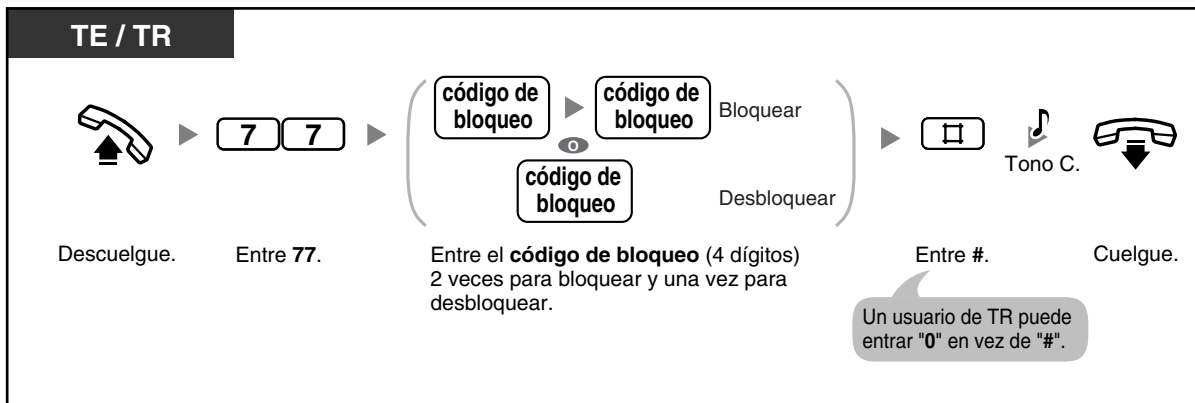 TE / TR
7 7
código de bloqueo
código de bloqueo
Bloquear
o
código de bloqueo
Desbloquear
#
Tono C.
Descuelgue.
Entre 77.
Entre el código de bloqueo (4 dígitos)
2 veces para bloquear y una vez para
desbloquear.
Entre #.
Cuelgue.
Un usuario de TR puede
entrar "0" en vez de "#".